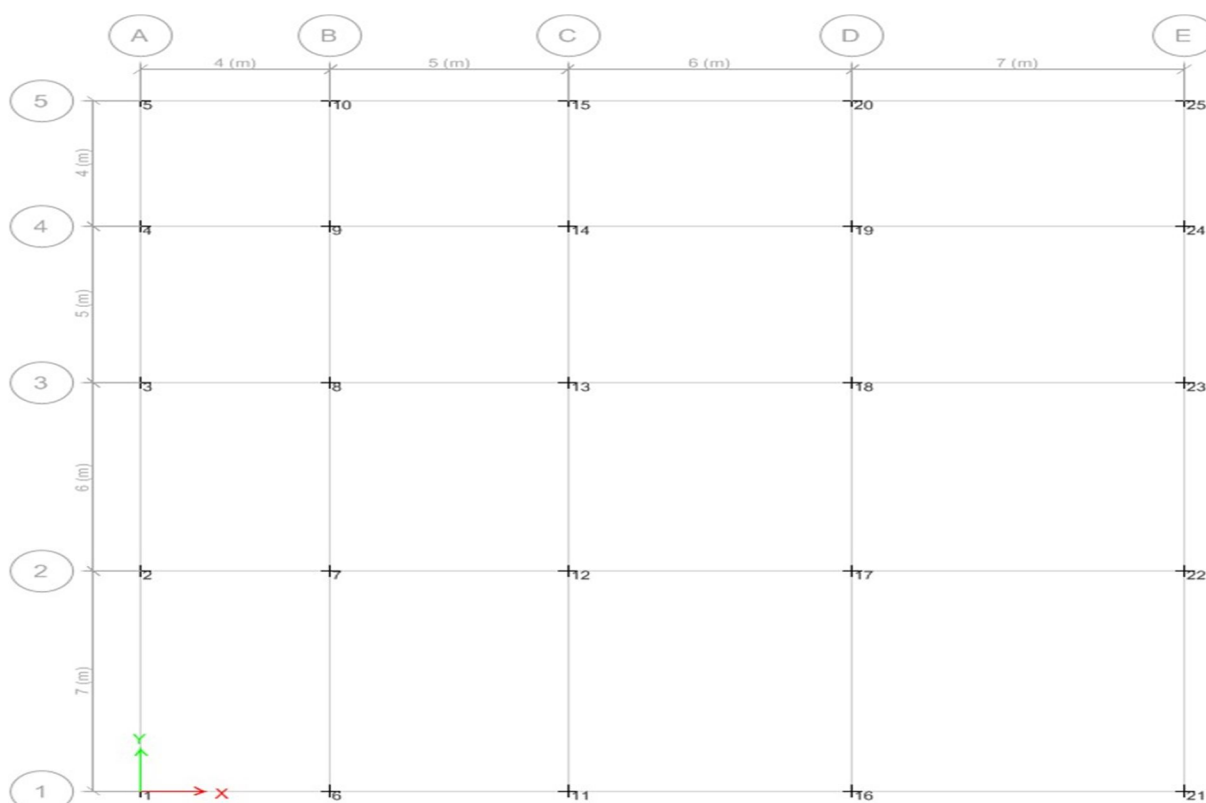 A B C D E
4 (m) 5 (m) 6 (m) 7 (m)
5 5 10 15 20 25
4 (m)
4 4 9 14 19 24
5 (m)
3 3 8 13 18 23
6 (m)
2 2 7 12 17 22
7 (m)
Y
1 1 X 6 11 16 21